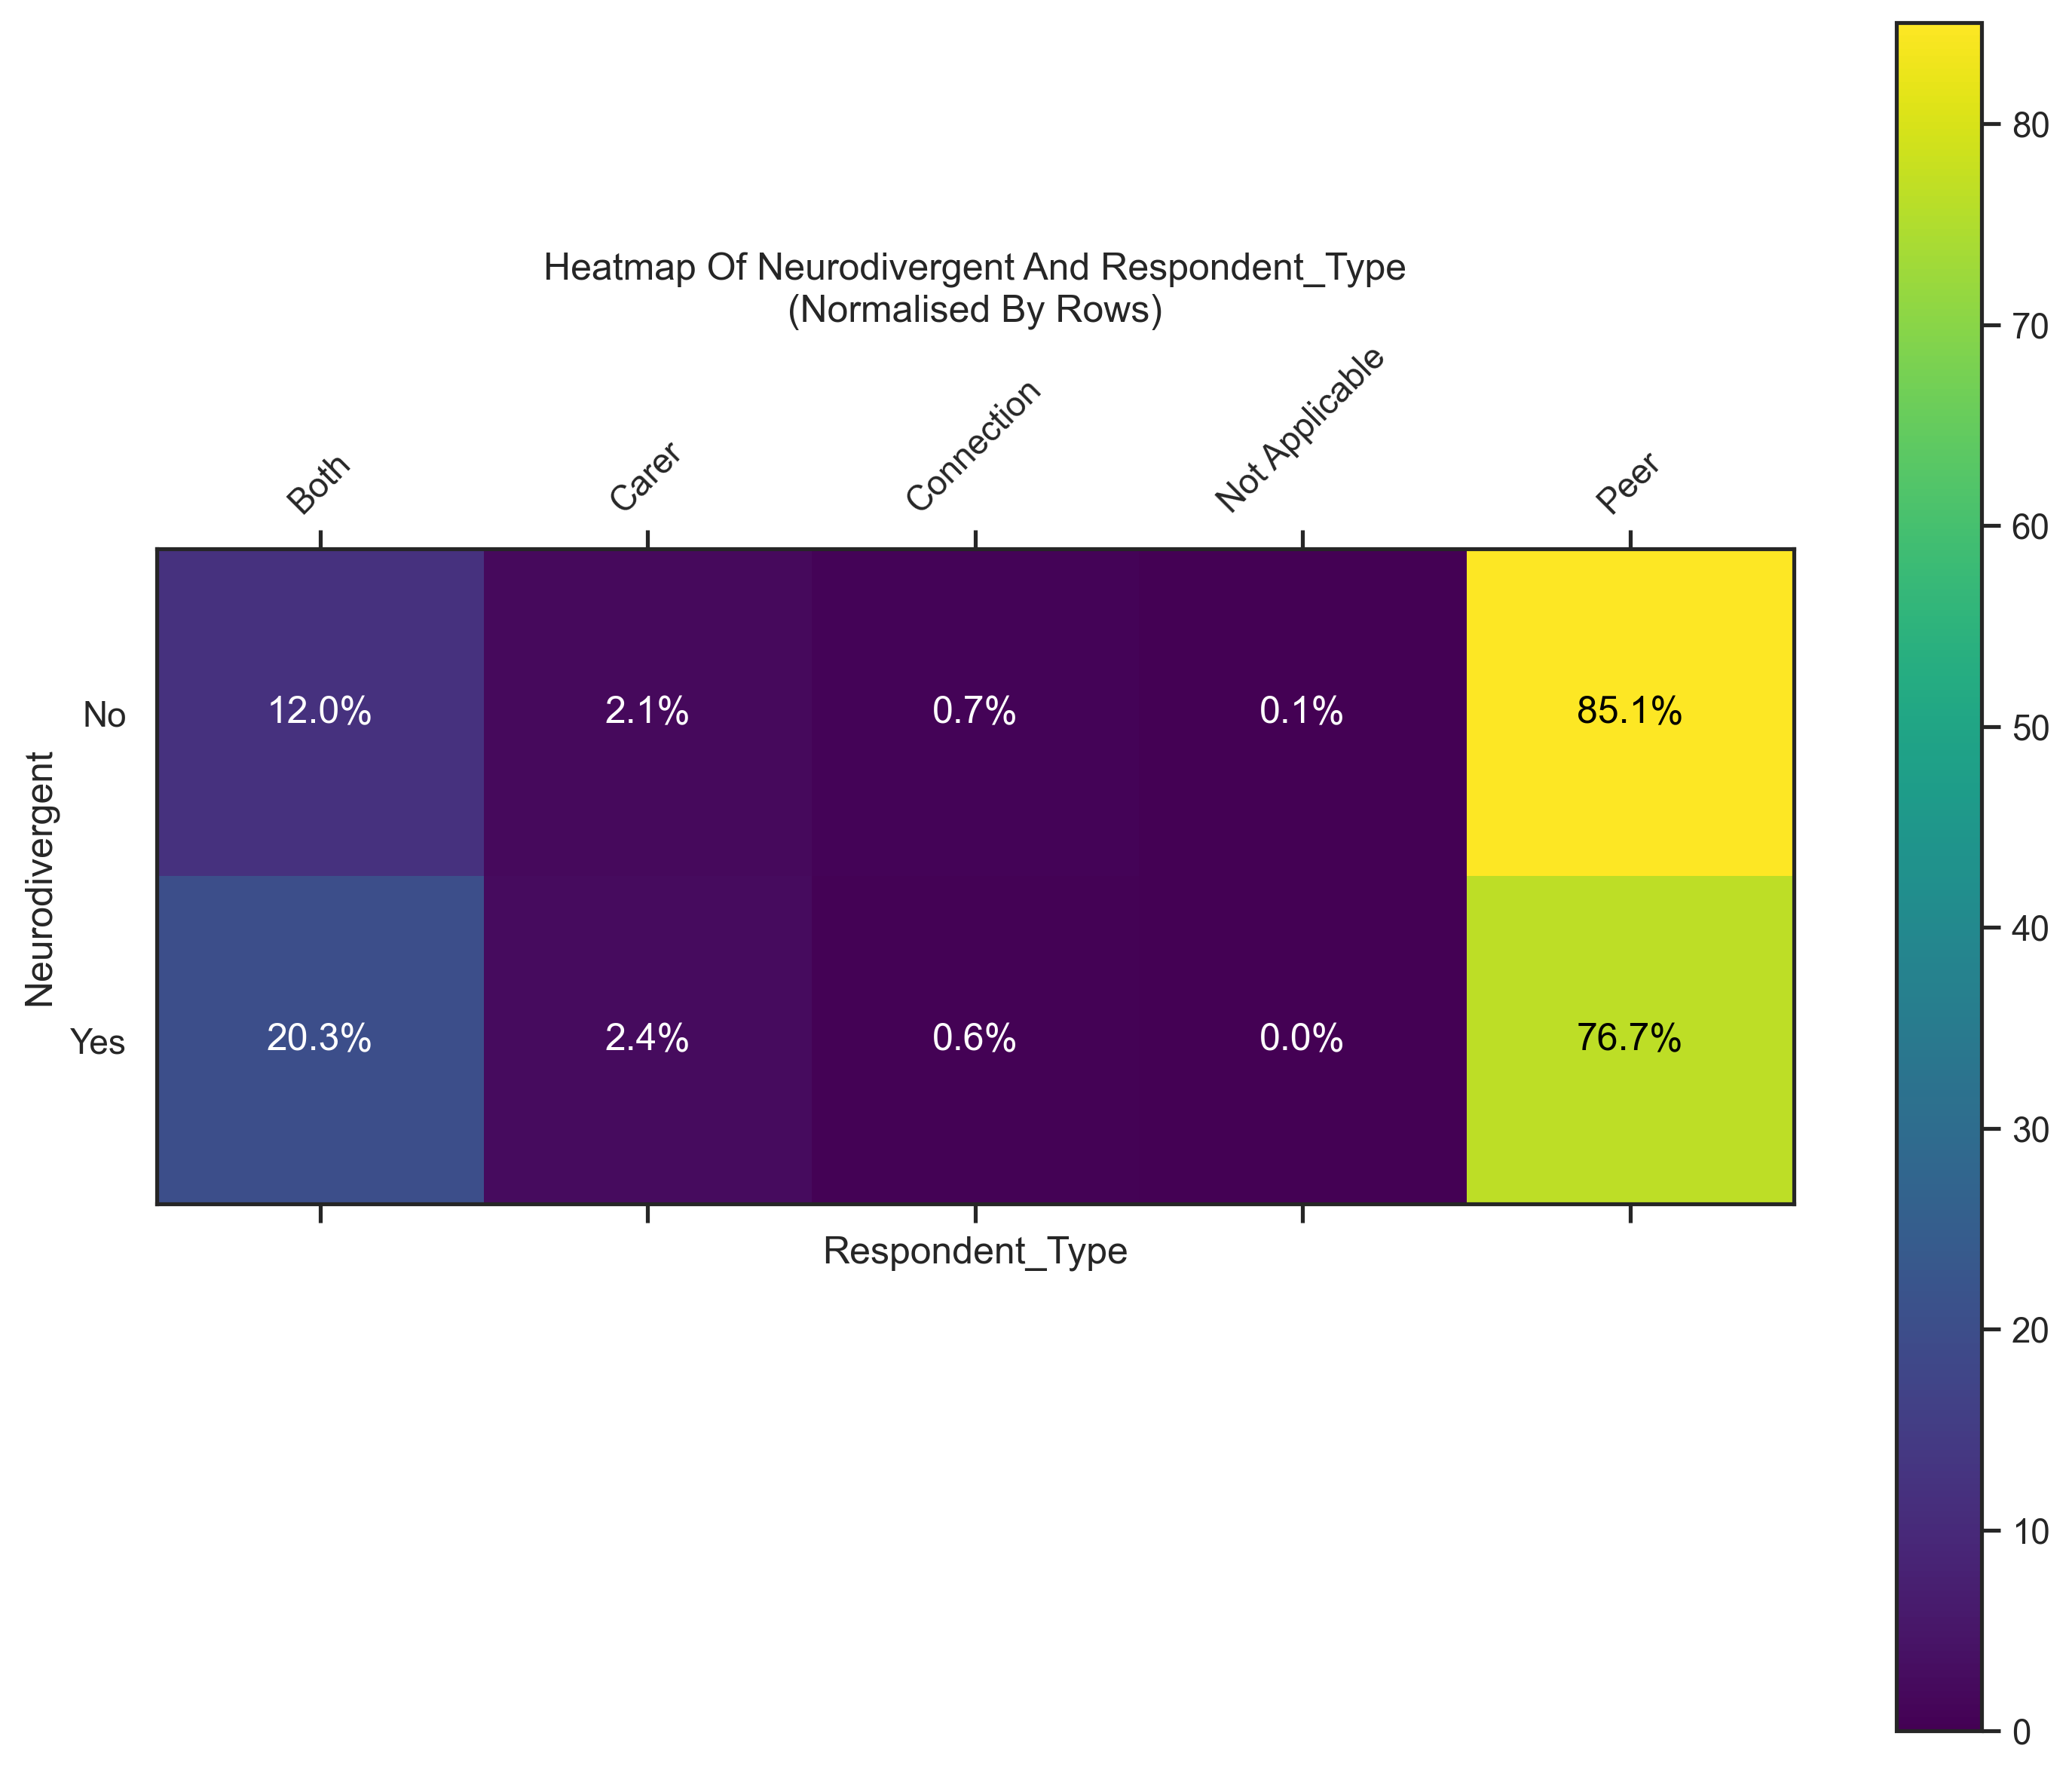 Heatmap Of Neurodivergent And Respondent_Type
(Normalised By Rows)
Both Carer Connection Not Applicable Peer
Neurodivergent
No 12.0% 2.1% 0.7% 0.1% 85.1%
Yes 20.3% 2.4% 0.6% 0.0% 76.7%
Respondent_Type
80
70
60
50
40
30
20
10
0